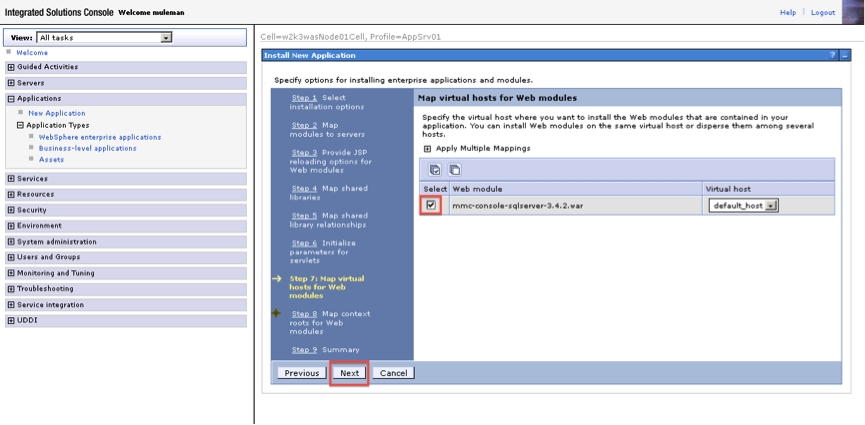 Integrated Solutions Console Welcome muleman
Help | Logout
View: All tasks
Welcome
Guided Activities
Servers
Applications
New Application
Application Types
WebSphere enterprise applications
Business-level applications
Assets
Services
Resources
Security
Environment
System administration
Users and Groups
Monitoring and Tuning
Troubleshooting
Service integration
UDDI
Cell=w2k3wasNode01Cell, Profile=AppSrv01
Install New Application
?
Specify options for installing enterprise applications and modules.
Step 1 Select
installation options
Step 2 Map
modules to servers
Step 3 Provide JSP
reloading options for
Web modules
Step 4 Map shared
libraries
Step 5 Map shared
library relationships
Step 6 Initialize
parameters for
servlets
Step 7: Map virtual
hosts for Web
modules
Step 8 Map context
roots for Web
modules
Step 9 Summary
Map virtual hosts for Web modules
Specify the virtual host where you want to install the Web modules that are contained in your
application. You can install Web modules on the same virtual host or disperse them among several
hosts.
Apply Multiple Mappings
Select Web module Virtual host
mmc-console-sqlserver-3.4.2.war default_host
Previous Next Cancel